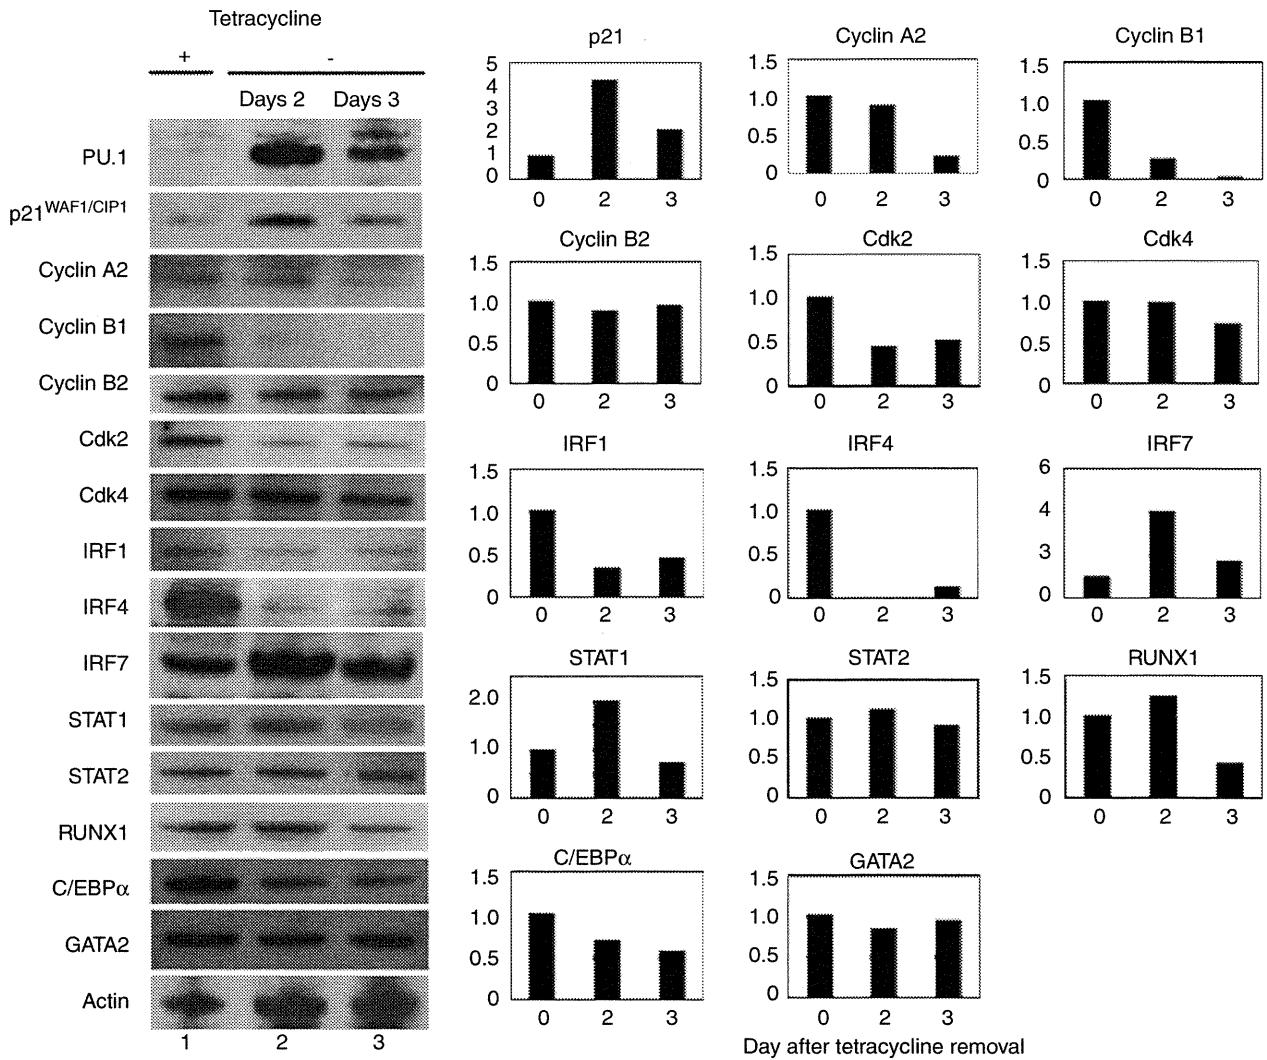 Tetracycline
+ -
Days 2 Days 3
PU.1
p21WAF1/CIP1
Cyclin A2
Cyclin B1
Cyclin B2
Cdk2
Cdk4
IRF1
IRF4
IRF7
STAT1
STAT2
RUNX1
C/EBPα
GATA2
Actin
1 2 3
p21
5
4
3
2
1
0
0 2 3
Cyclin A2
1.5
1.0
0.5
0
0 2 3
Cyclin B1
1.5
1.0
0.5
0
0 2 3
Cyclin B2
1.5
1.0
0.5
0
0 2 3
Cdk2
1.5
1.0
0.5
0
0 2 3
Cdk4
1.5
1.0
0.5
0
0 2 3
IRF1
1.5
1.0
0.5
0
0 2 3
IRF4
1.5
1.0
0.5
0
0 2 3
IRF7
6
4
3
0
0 2 3
STAT1
2.0
1.0
0
0 2 3
STAT2
1.5
1.0
0.5
0
0 2 3
RUNX1
1.5
1.0
0.5
0
0 2 3
C/EBPα
1.5
1.0
0.5
0
0 2 3
GATA2
1.5
1.0
0.5
0
0 2 3
Day after tetracycline removal